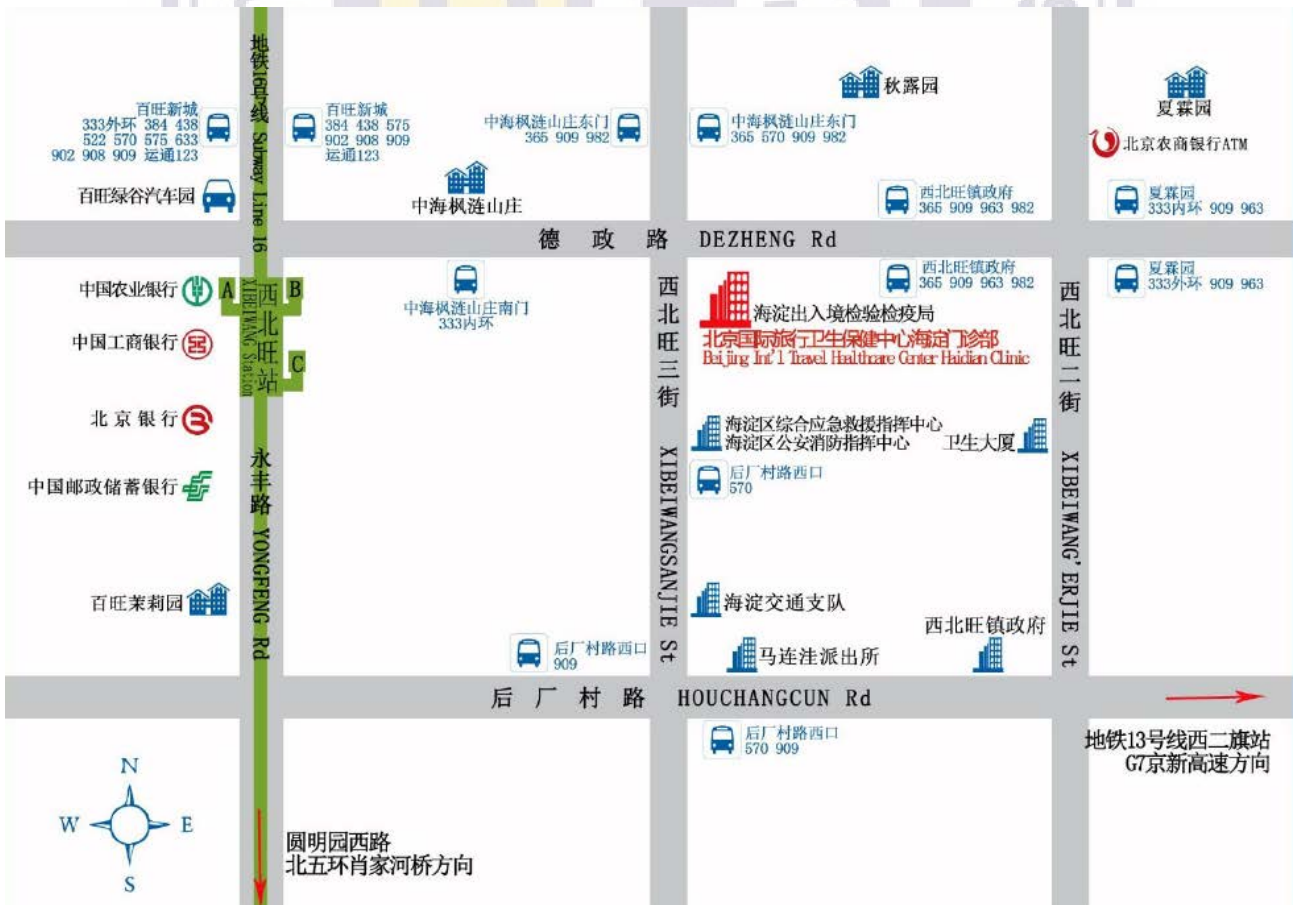 地铁16号线 Subway Line 16
百旺新城
333外环 384 438
522 570 575 633
902 908 909 运通123
百旺新城
384 438 575
902 908 909
运通123
中海枫涟山庄东门
365 909 982
中海枫涟山庄东门
365 570 909 982
秋露园
夏霖园
北京农商银行ATM
百旺绿谷汽车园
中海枫涟山庄
西北旺镇政府
365 909 963 982
夏霖园
333内环 909 963
德政路 DEZHENG Rd
中国农业银行
A
B
C
西北旺站
XIBEIWANG Station
中海枫涟山庄南门
333内环
西北旺三街 XIBEIWANGSANJIE St
海淀出入境检验检疫局
北京国际旅行卫生保健中心海淀门诊部
Beijing Int'l Travel Healthcare Center Haidian Clinic
西北旺镇政府
365 909 963 982
西北旺二街 XIBEIWANG'ERJIE St
夏霖园
333外环 909 963
中国工商银行
北京银行
中国邮政储蓄银行
永丰路 YONGFENG Rd
海淀区综合应急救援指挥中心
海淀区公安消防指挥中心
卫生大厦
后厂村路西口
570
百旺茉莉园
海淀交通支队
后厂村路西口
909
马连洼派出所
西北旺镇政府
后厂村路 HOUCHANGCUN Rd
后厂村路西口
570 909
地铁13号线西二旗站
G7京新高速方向
N
W
E
S
圆明园西路
北五环肖家河桥方向